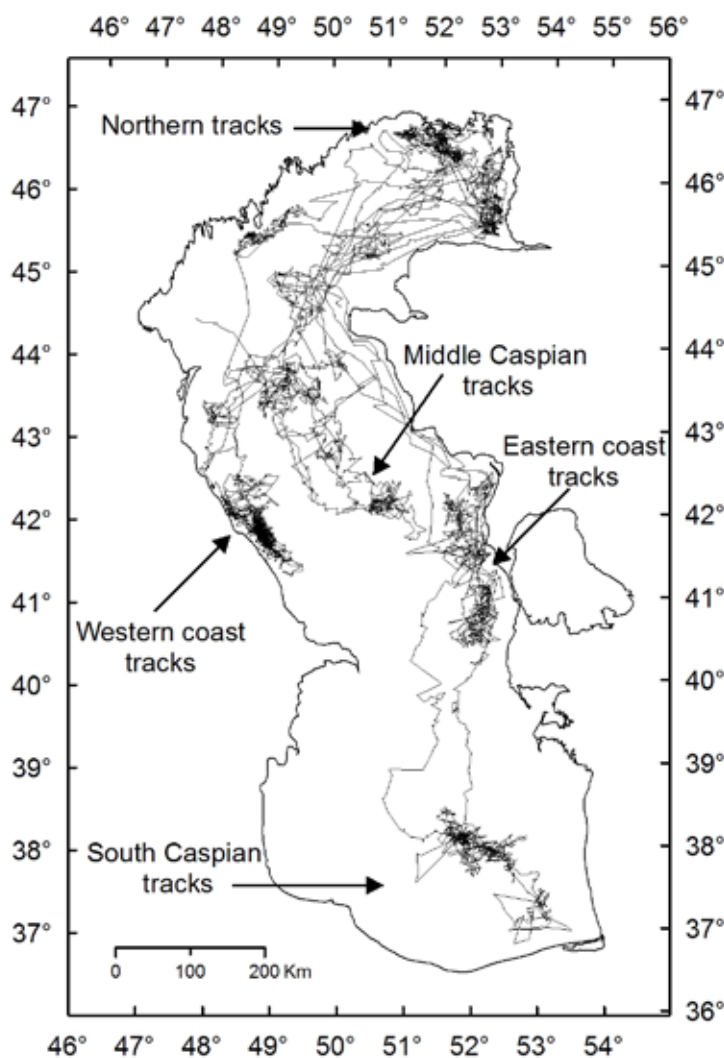 46° 47° 48° 49° 50° 51° 52° 53° 54° 55° 56°
47°
47°
Northern tracks
46°
46°
45°
45°
44°
44°
Middle Caspian
tracks
43°
43°
Eastern coast
tracks
42°
42°
41°
41°
Western coast
tracks
40°
40°
39°
39°
38°
38°
South Caspian
tracks
37°
37°
0 100 200 Km
36°
46° 47° 48° 49° 50° 51° 52° 53° 54°